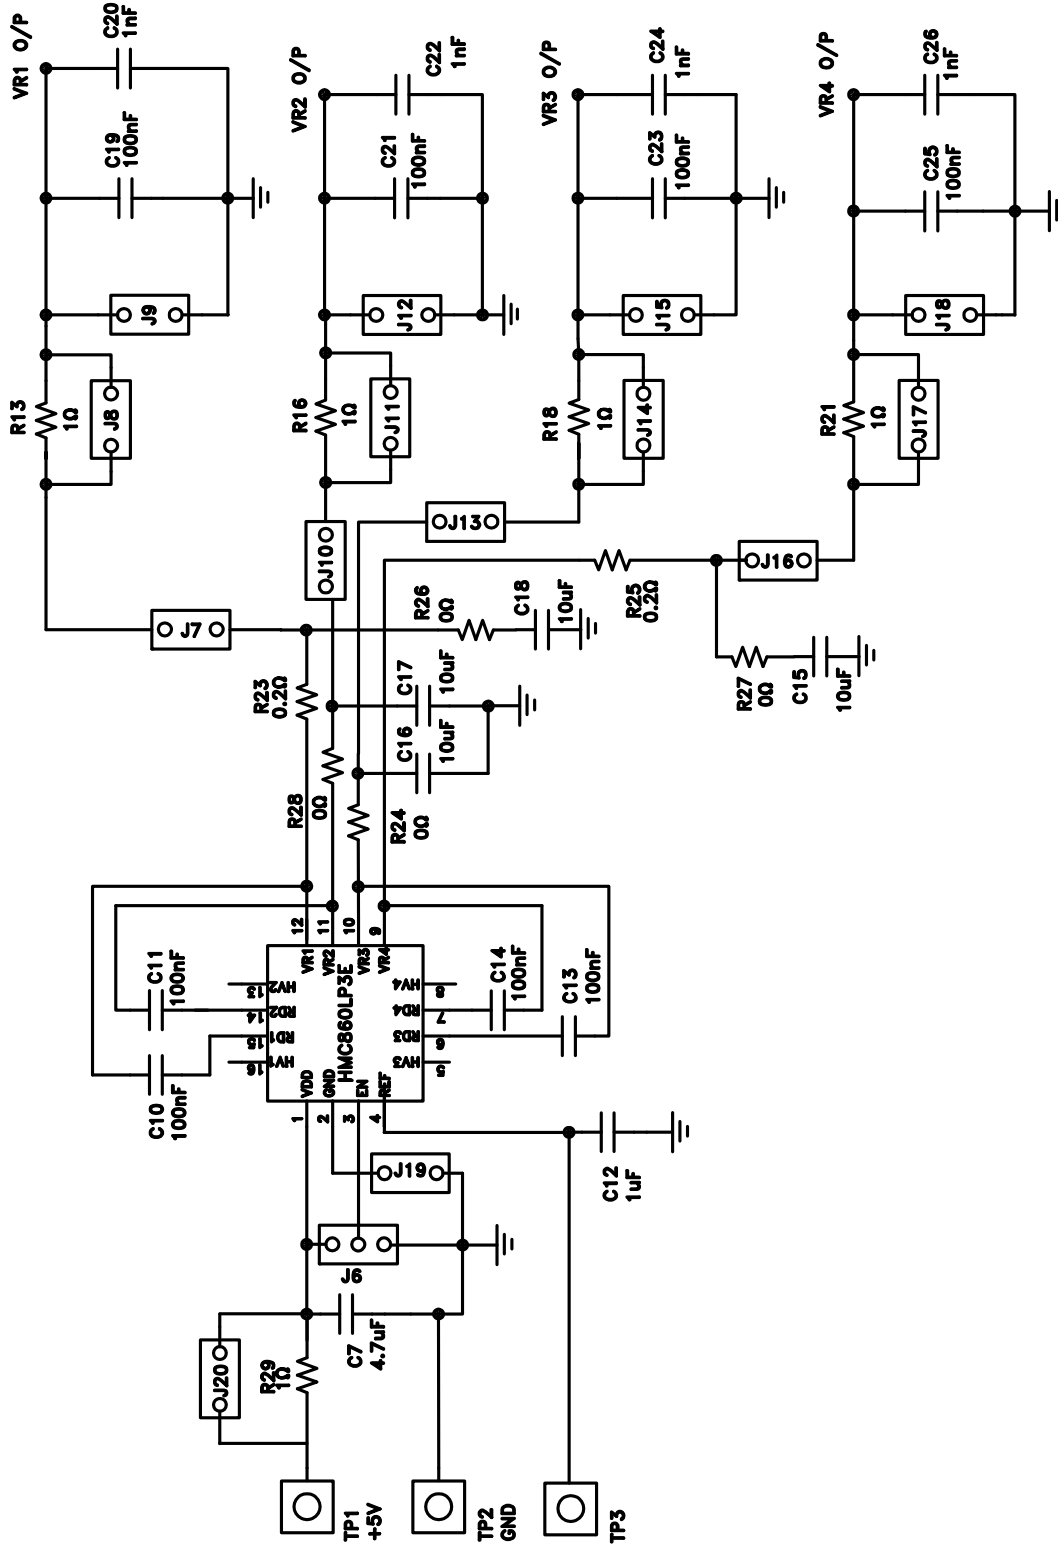 VR1 O/P
C20
1nF
C19
100nF
J9
R13
1Ω
J8
VR2 O/P
C22
1nF
C21
100nF
J12
R16
1Ω
J11
VR3 O/P
C24
1nF
C23
100nF
J15
R18
1Ω
J14
VR4 O/P
C26
1nF
C25
100nF
J18
R21
1Ω
J17
J7
J10
J13
J16
R23
0.2Ω
R26
0Ω
C18
10uF
R25
0.2Ω
R27
0Ω
C15
10uF
C17
10uF
C16
10uF
R28
0Ω
R24
0Ω
C11
100nF
C10
100nF
C14
100nF
C13
100nF
12
11
10
9
VR1
VR2
VR3
VR4
HMC860LP3E
13
HV2
14
RD2
15
RD1
16
HV1
HV4
8
RD4
7
RD3
6
HV3
5
VDD
GND
EN
REF
1
2
3
4
J19
J6
C12
1uF
C7
4.7uF
J20
R29
1Ω
TP1
+5V
TP2
GND
TP3